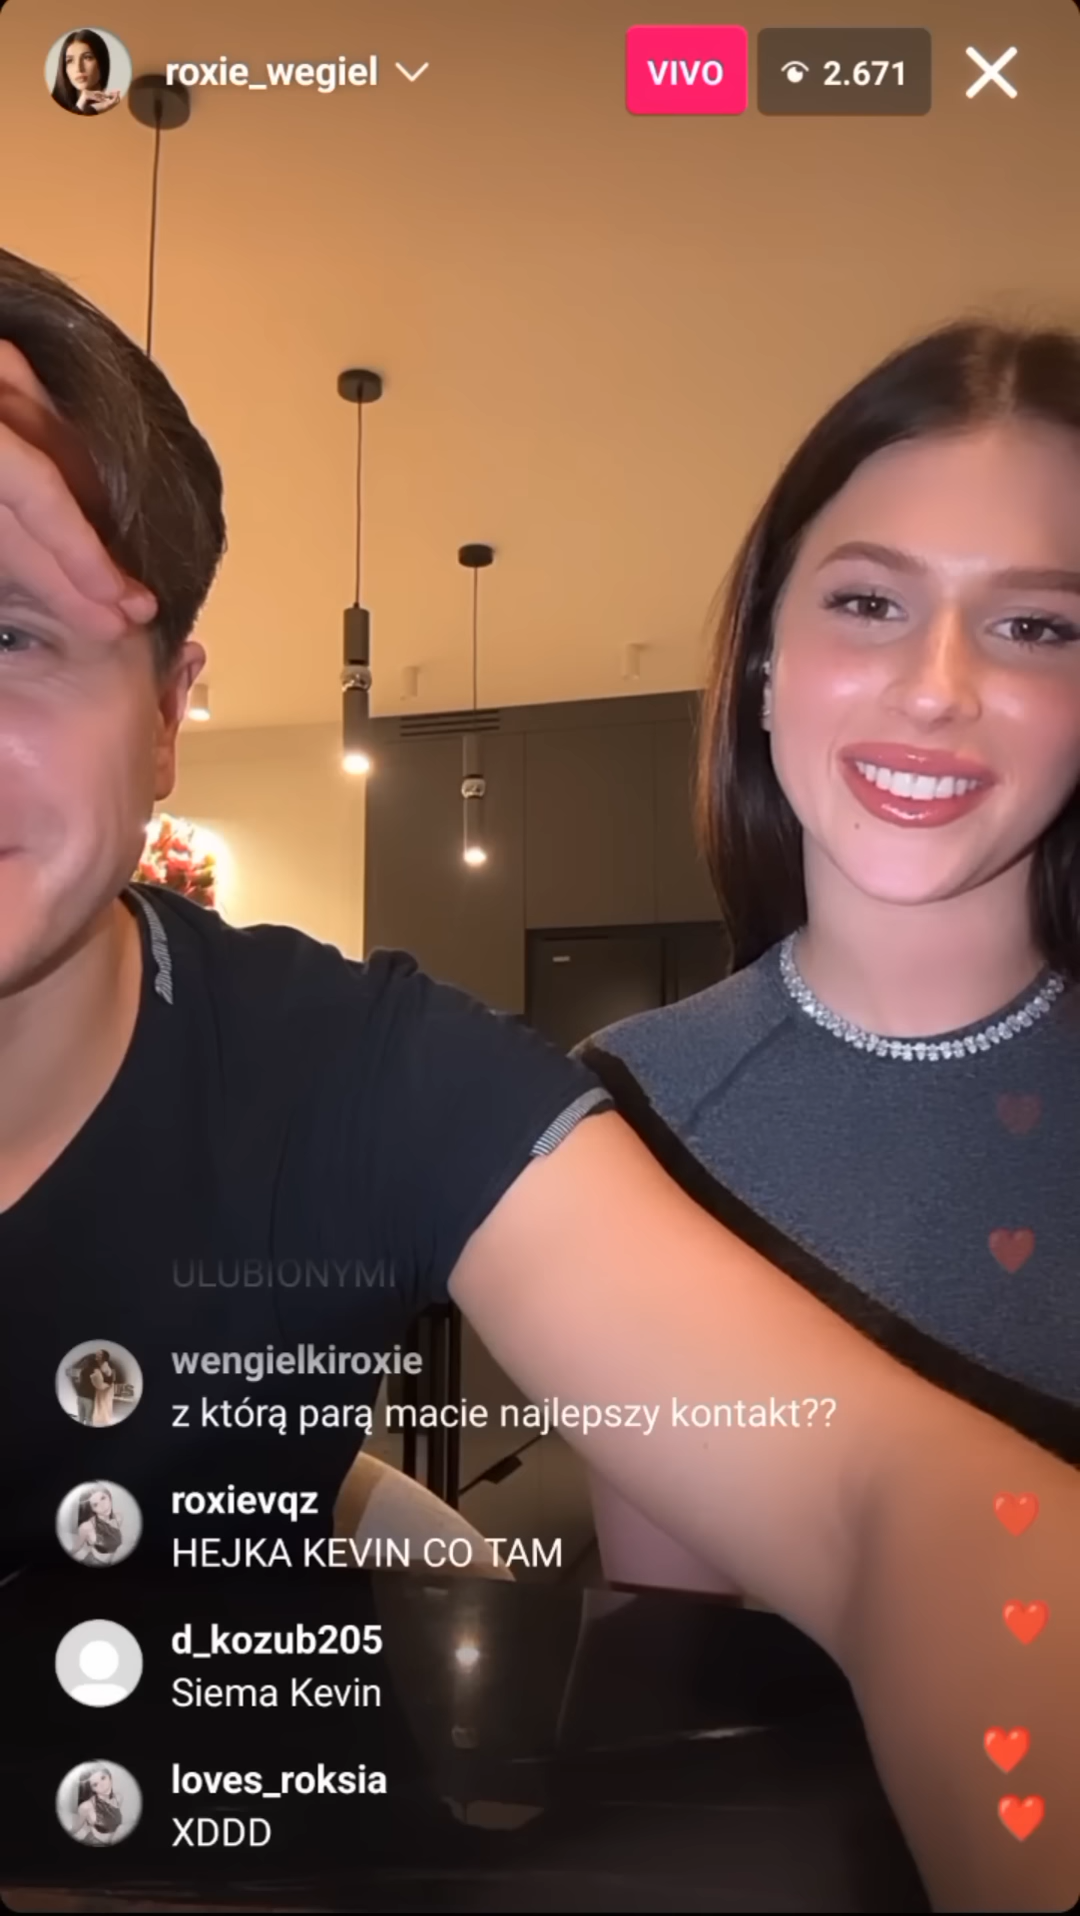 roxie_wegiel
VIVO
2.671
ULUBIONYMI
wengielkiroxie
z którą parą macie najlepszy kontakt??
roxievqz
HEJKA KEVIN CO TAM
d_kozub205
Siema Kevin
loves_roksia
XDDD